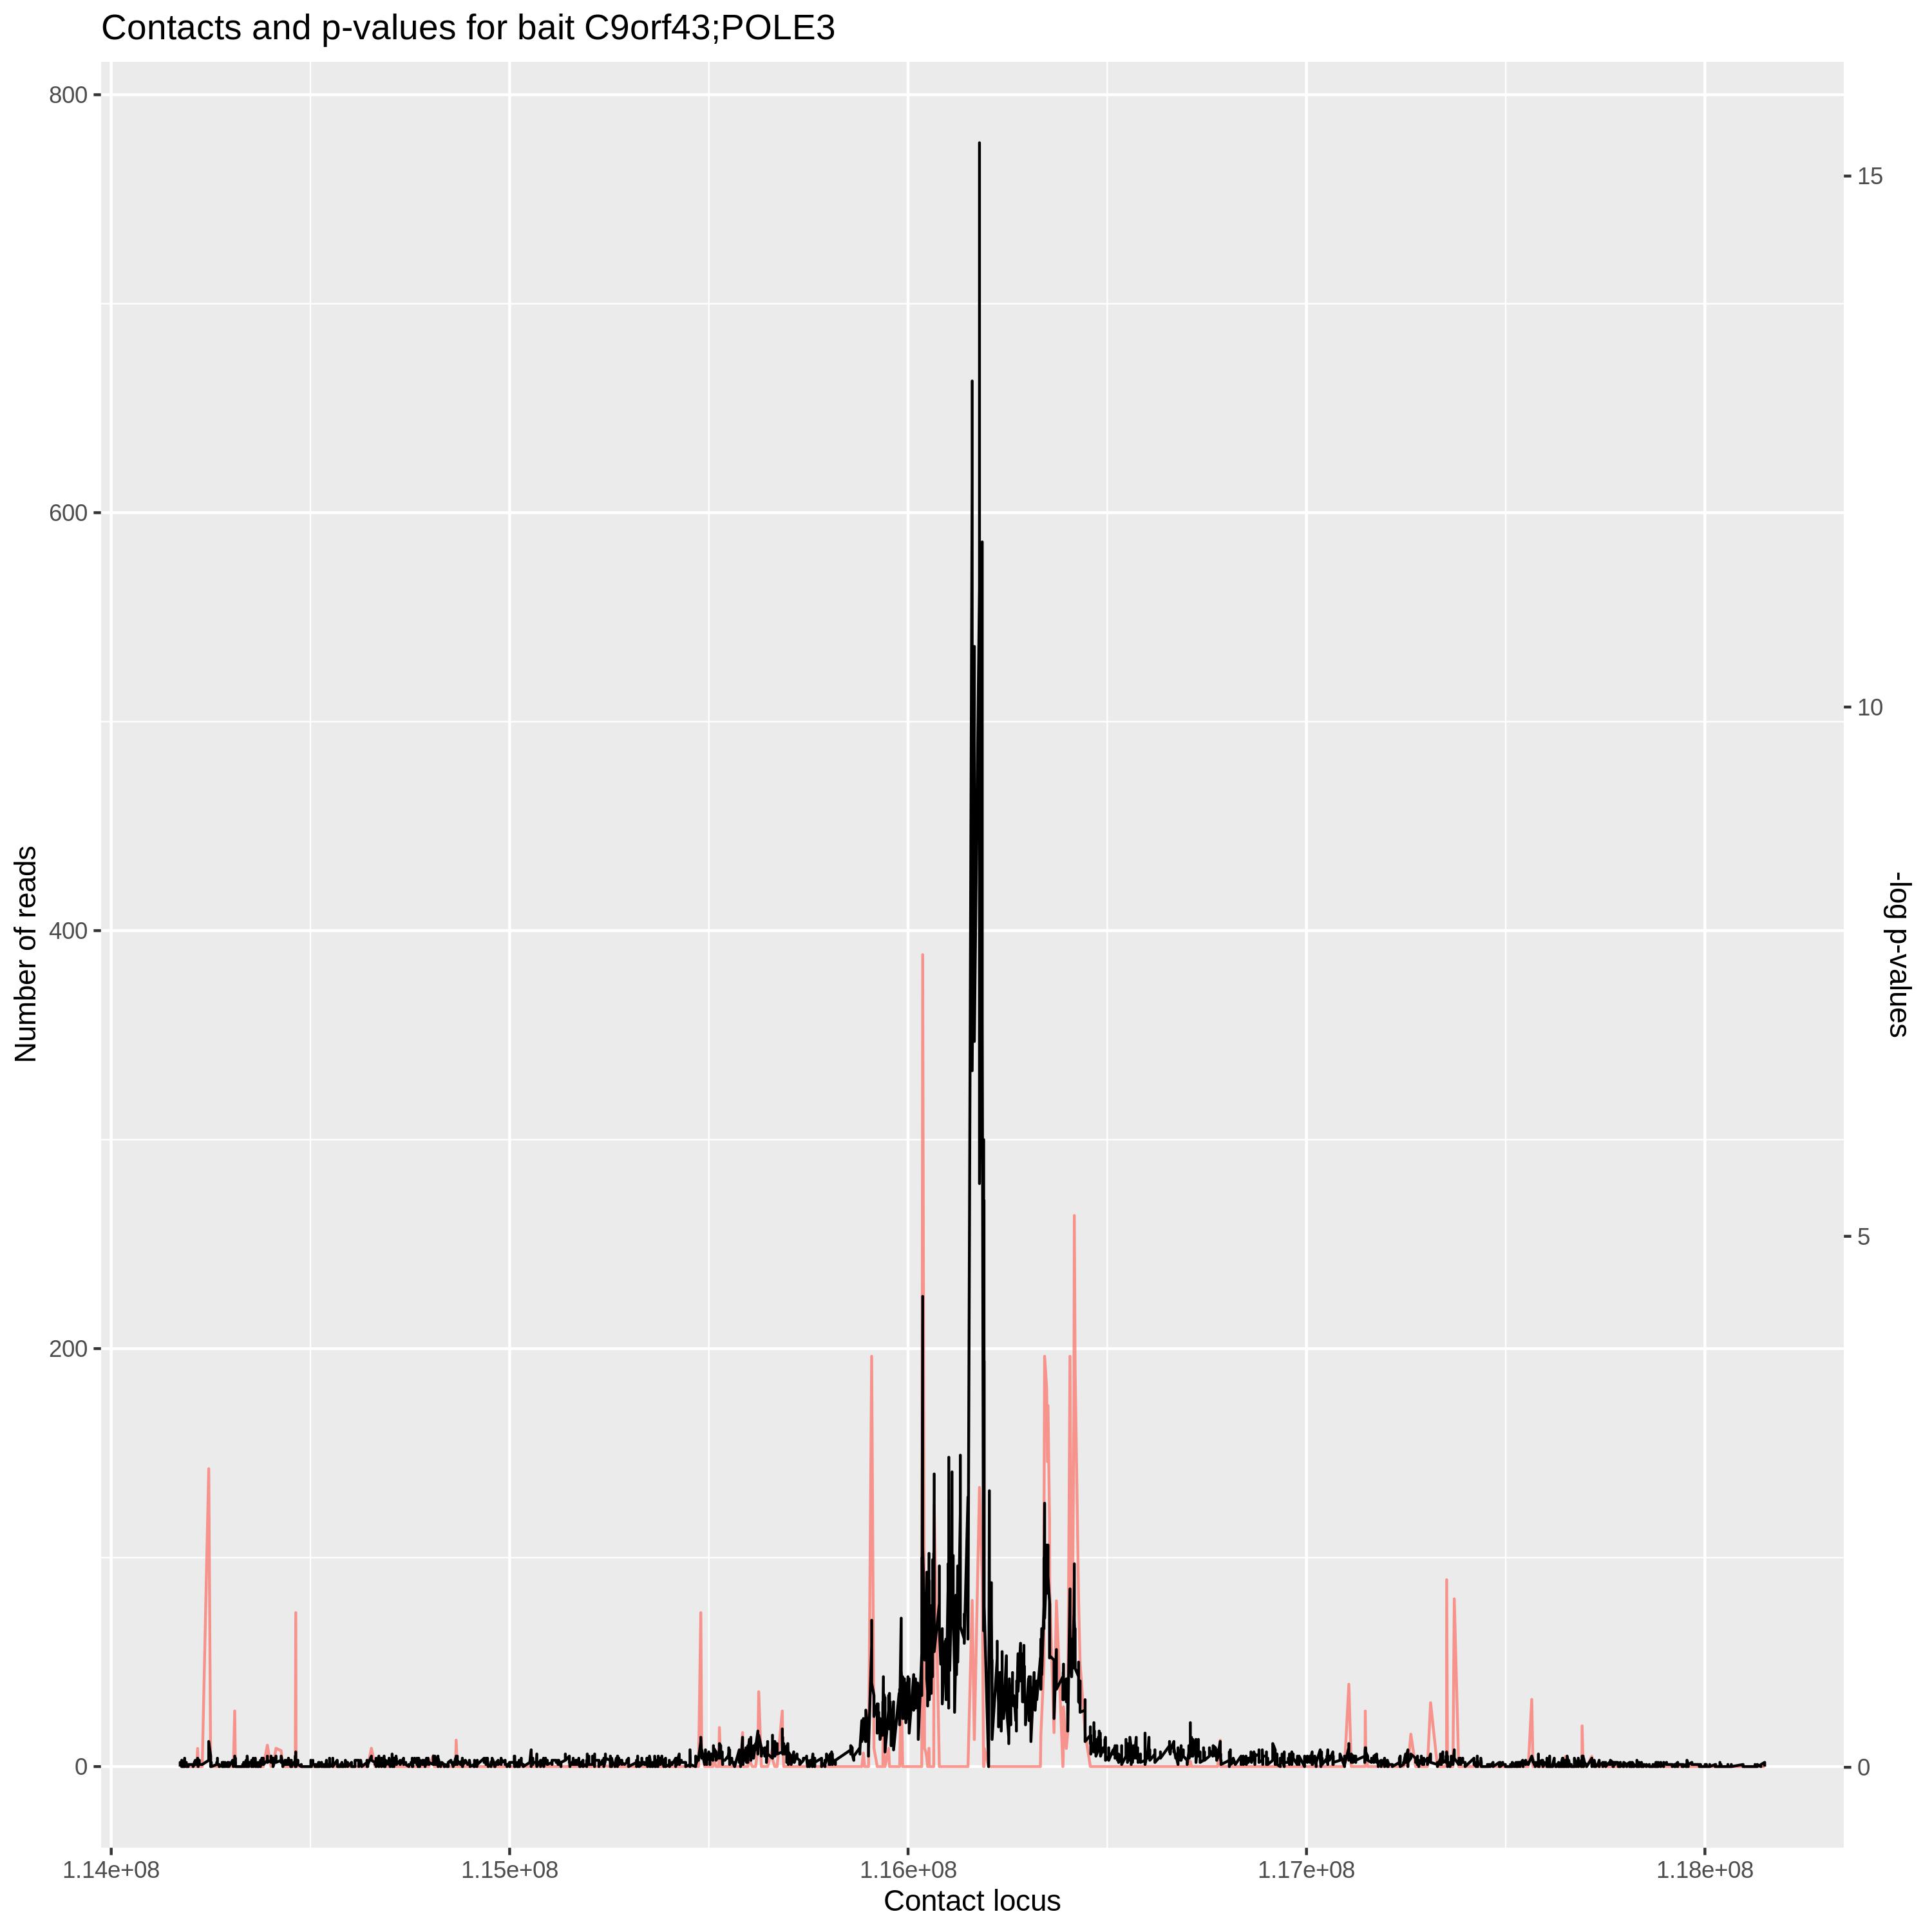 Contacts and p-values for bait C9orf43;POLE3
800
600
400
200
0
Number of reads
15
10
5
0
-log p-values
1.14e+08 1.15e+08 1.16e+08 1.17e+08 1.18e+08
Contact locus